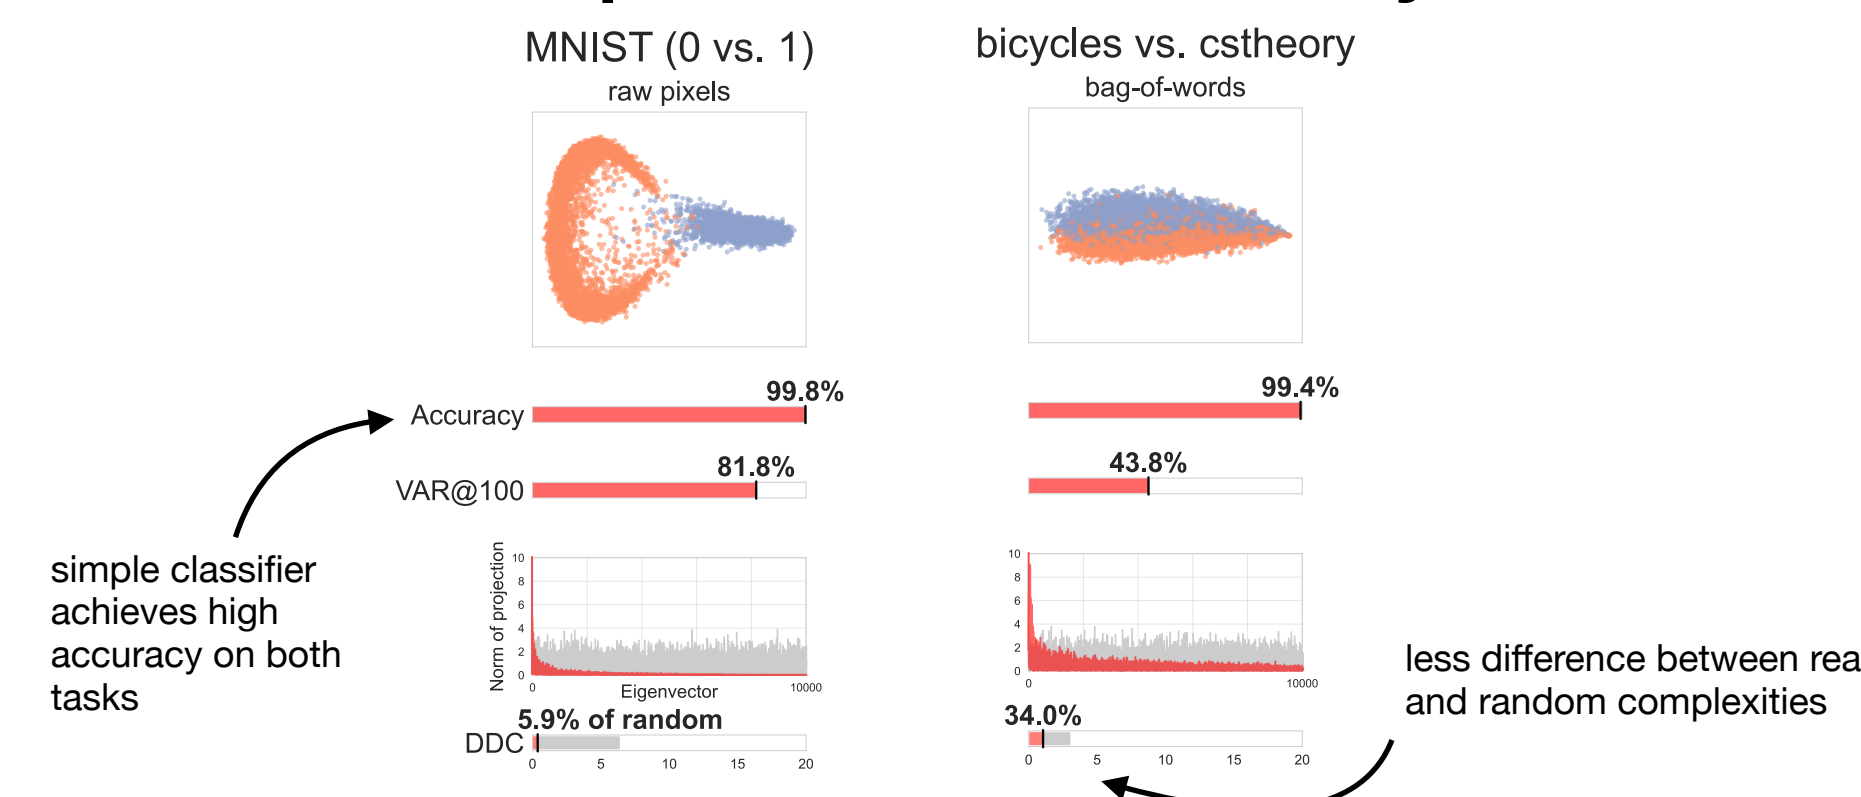 MNIST (0 vs. 1)
raw pixels
bicycles vs. cstheory
bag-of-words
99.8%
Accuracy
99.4%
81.8%
VAR@100
43.8%
simple classifier
achieves high
accuracy on both
tasks
Norm of projection
10
8
6
4
2
0
0
Eigenvector
10000
10
8
6
4
2
0
0
10000
less difference between rea
and random complexities
5.9% of random
DDC
0
5
10
15
20
34.0%
0
5
10
15
20